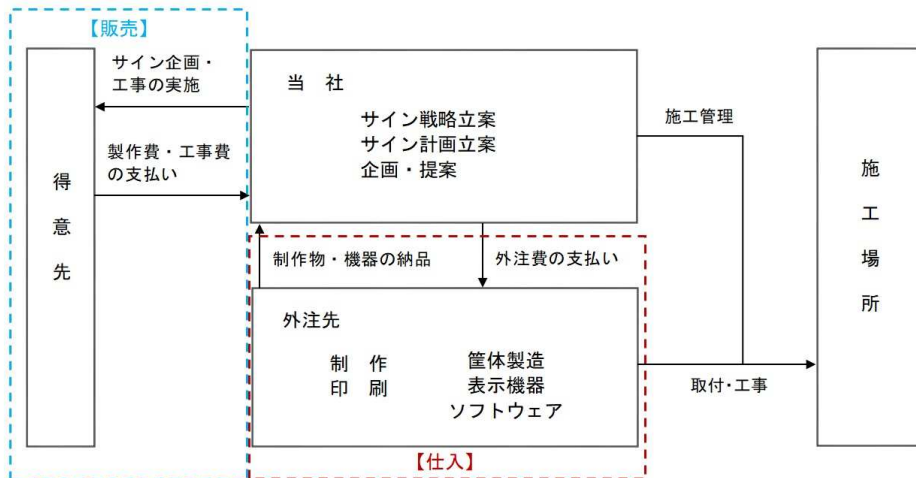 【販売】
サイン企画・
工事の実施
製作費・工事費
の支払い
得意先
当 社
サイン戦略立案
サイン計画立案
企画・提案
施工管理
施工場所
制作物・機器の納品
外注費の支払い
外注先
制 作
印 刷
筐体製造
表示機器
ソフトウェア
取付・工事
【仕入】